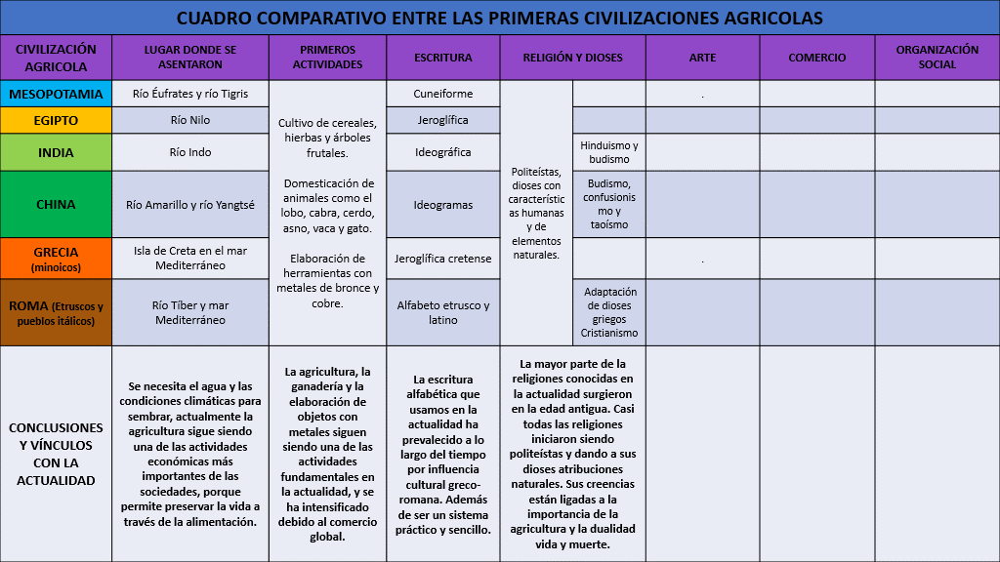 CUADRO COMPARATIVO ENTRE LAS PRIMERAS CIVILIZACIONES AGRICOLAS
CIVILIZACIÓN
AGRICOLA
LUGAR DONDE SE
ASENTARON
PRIMEROS
ACTIVIDADES
ESCRITURA
RELIGIÓN Y DIOSES
ARTE
COMERCIO
ORGANIZACIÓN
SOCIAL
MESOPOTAMIA
Río Éufrates y río Tigris
Cultivo de cereales,
hierbas y árboles
frutales.
Domesticación de
animales como el
lobo, cabra, cerdo,
asno, vaca y gato.
Elaboración de
herramientas con
metales de bronce y
cobre.
Cuneiforme
Politeístas,
dioses con
característic
as humanas
y de
elementos
naturales.
.
EGIPTO
Río Nilo
Jeroglífica
INDIA
Río Indo
Ideográfica
Hinduismo y
budismo
CHINA
Río Amarillo y río Yangtsé
Ideogramas
Budismo,
confusionis
mo y
taoísmo
GRECIA
(minoicos)
Isla de Creta en el mar
Mediterráneo
Jeroglífica cretense
.
ROMA (Etruscos y
pueblos itálicos)
Río Tíber y mar
Mediterráneo
Alfabeto etrusco y
latino
Adaptación
de dioses
griegos
Cristianismo
CONCLUSIONES
Y VÍNCULOS
CON LA
ACTUALIDAD
Se necesita el agua y las
condiciones climáticas para
sembrar, actualmente la
agricultura sigue siendo
una de las actividades
económicas más
importantes de las
sociedades, porque
permite preservar la vida a
través de la alimentación.
La agricultura, la
ganadería y la
elaboración de
objetos con
metales siguen
siendo una de las
actividades
fundamentales en
la actualidad, y se
ha intensificado
debido al comercio
global.
La escritura
alfabética que
usamos en la
actualidad ha
prevalecido a lo
largo del tiempo
por influencia
cultural greco-
romana. Además
de ser un sistema
práctico y sencillo.
La mayor parte de la
religiones conocidas en
la actualidad surgieron
en la edad antigua. Casi
todas las religiones
iniciaron siendo
politeístas y dando a sus
dioses atribuciones
naturales. Sus creencias
están ligadas a la
importancia de la
agricultura y la dualidad
vida y muerte.